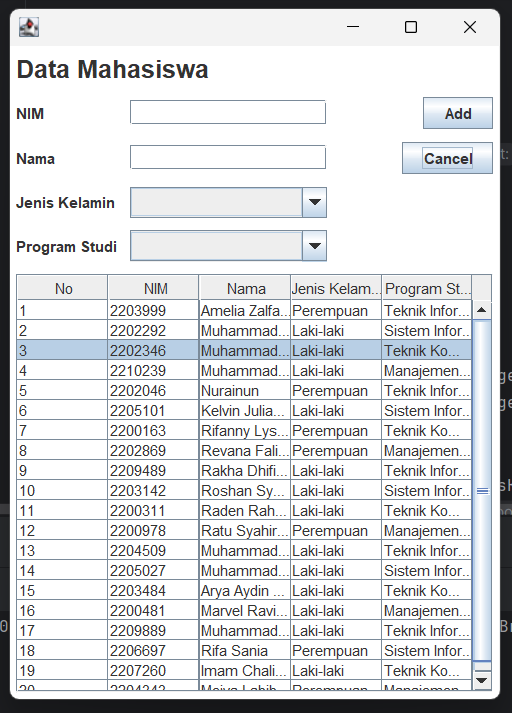 Data Mahasiswa
NIM
Add
Nama
Cancel
Jenis Kelamin
Program Studi
No NIM Nama Jenis Kelam... Program St...
1 2203999 Amelia Zalfa... Perempuan Teknik Infor...
2 2202292 Muhammad... Laki-laki Sistem Infor...
3 2202346 Muhammad... Laki-laki Teknik Ko...
4 2210239 Muhammad... Laki-laki Manajemen...
5 2202046 Nurainun Perempuan Teknik Infor...
6 2205101 Kelvin Julia... Laki-laki Sistem Infor...
7 2200163 Rifanny Lys... Perempuan Teknik Ko...
8 2202869 Revana Fali... Perempuan Manajemen...
9 2209489 Rakha Dhifi... Laki-laki Teknik Infor...
10 2203142 Roshan Sy... Laki-laki Sistem Infor...
11 2200311 Raden Rah... Laki-laki Teknik Ko...
12 2200978 Ratu Syahir... Perempuan Manajemen...
13 2204509 Muhammad... Laki-laki Teknik Infor...
14 2205027 Muhammad... Laki-laki Sistem Infor...
15 2203484 Arya Aydin ... Laki-laki Teknik Ko...
16 2200481 Marvel Ravi... Laki-laki Manajemen...
17 2209889 Muhammad... Laki-laki Teknik Infor...
18 2206697 Rifa Sania Perempuan Sistem Infor...
19 2207260 Imam Chali... Laki-laki Teknik Ko...
20 Perempuan Manajemen...